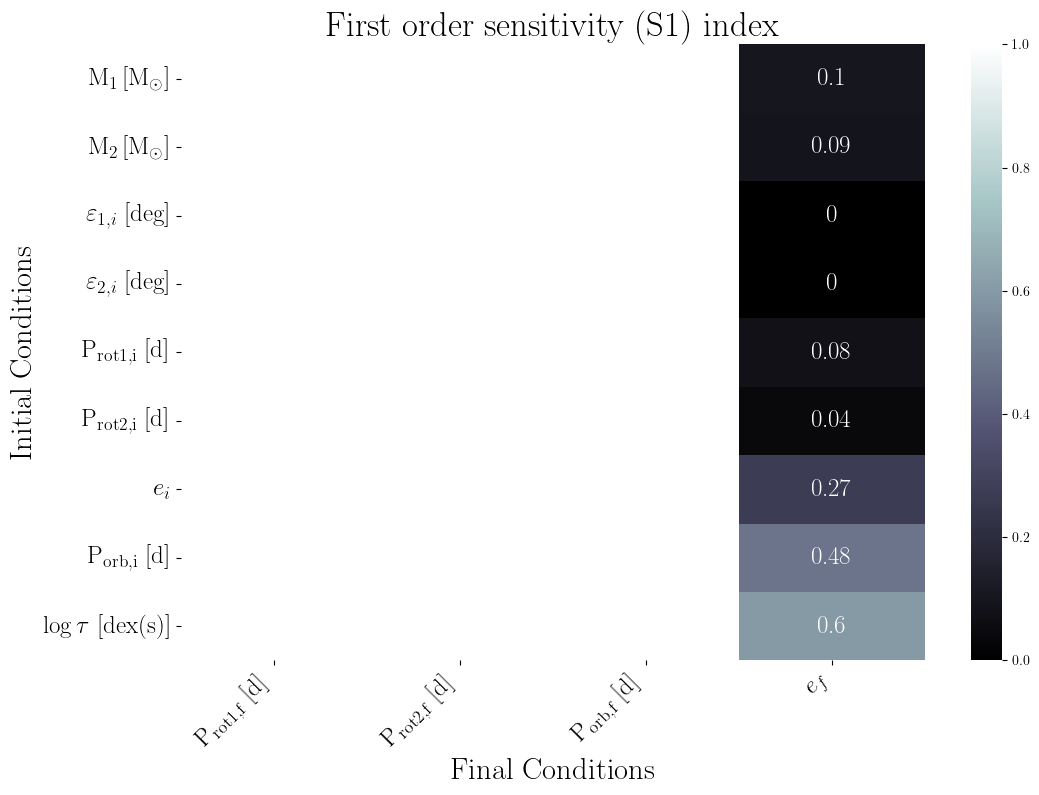 First order sensitivity (S1) index
Initial Conditions
M₁ [M☉]
M₂ [M☉]
ε₁,ᵢ [deg]
ε₂,ᵢ [deg]
P_rot1,i [d]
P_rot2,i [d]
eᵢ
P_orb,i [d]
log τ [dex(s)]
0.1
0.09
0
0
0.08
0.04
0.27
0.48
0.6
P_rot1,f [d]
P_rot2,f [d]
P_orb,f [d]
e_f
Final Conditions
1.0
0.8
0.6
0.4
0.2
0.0